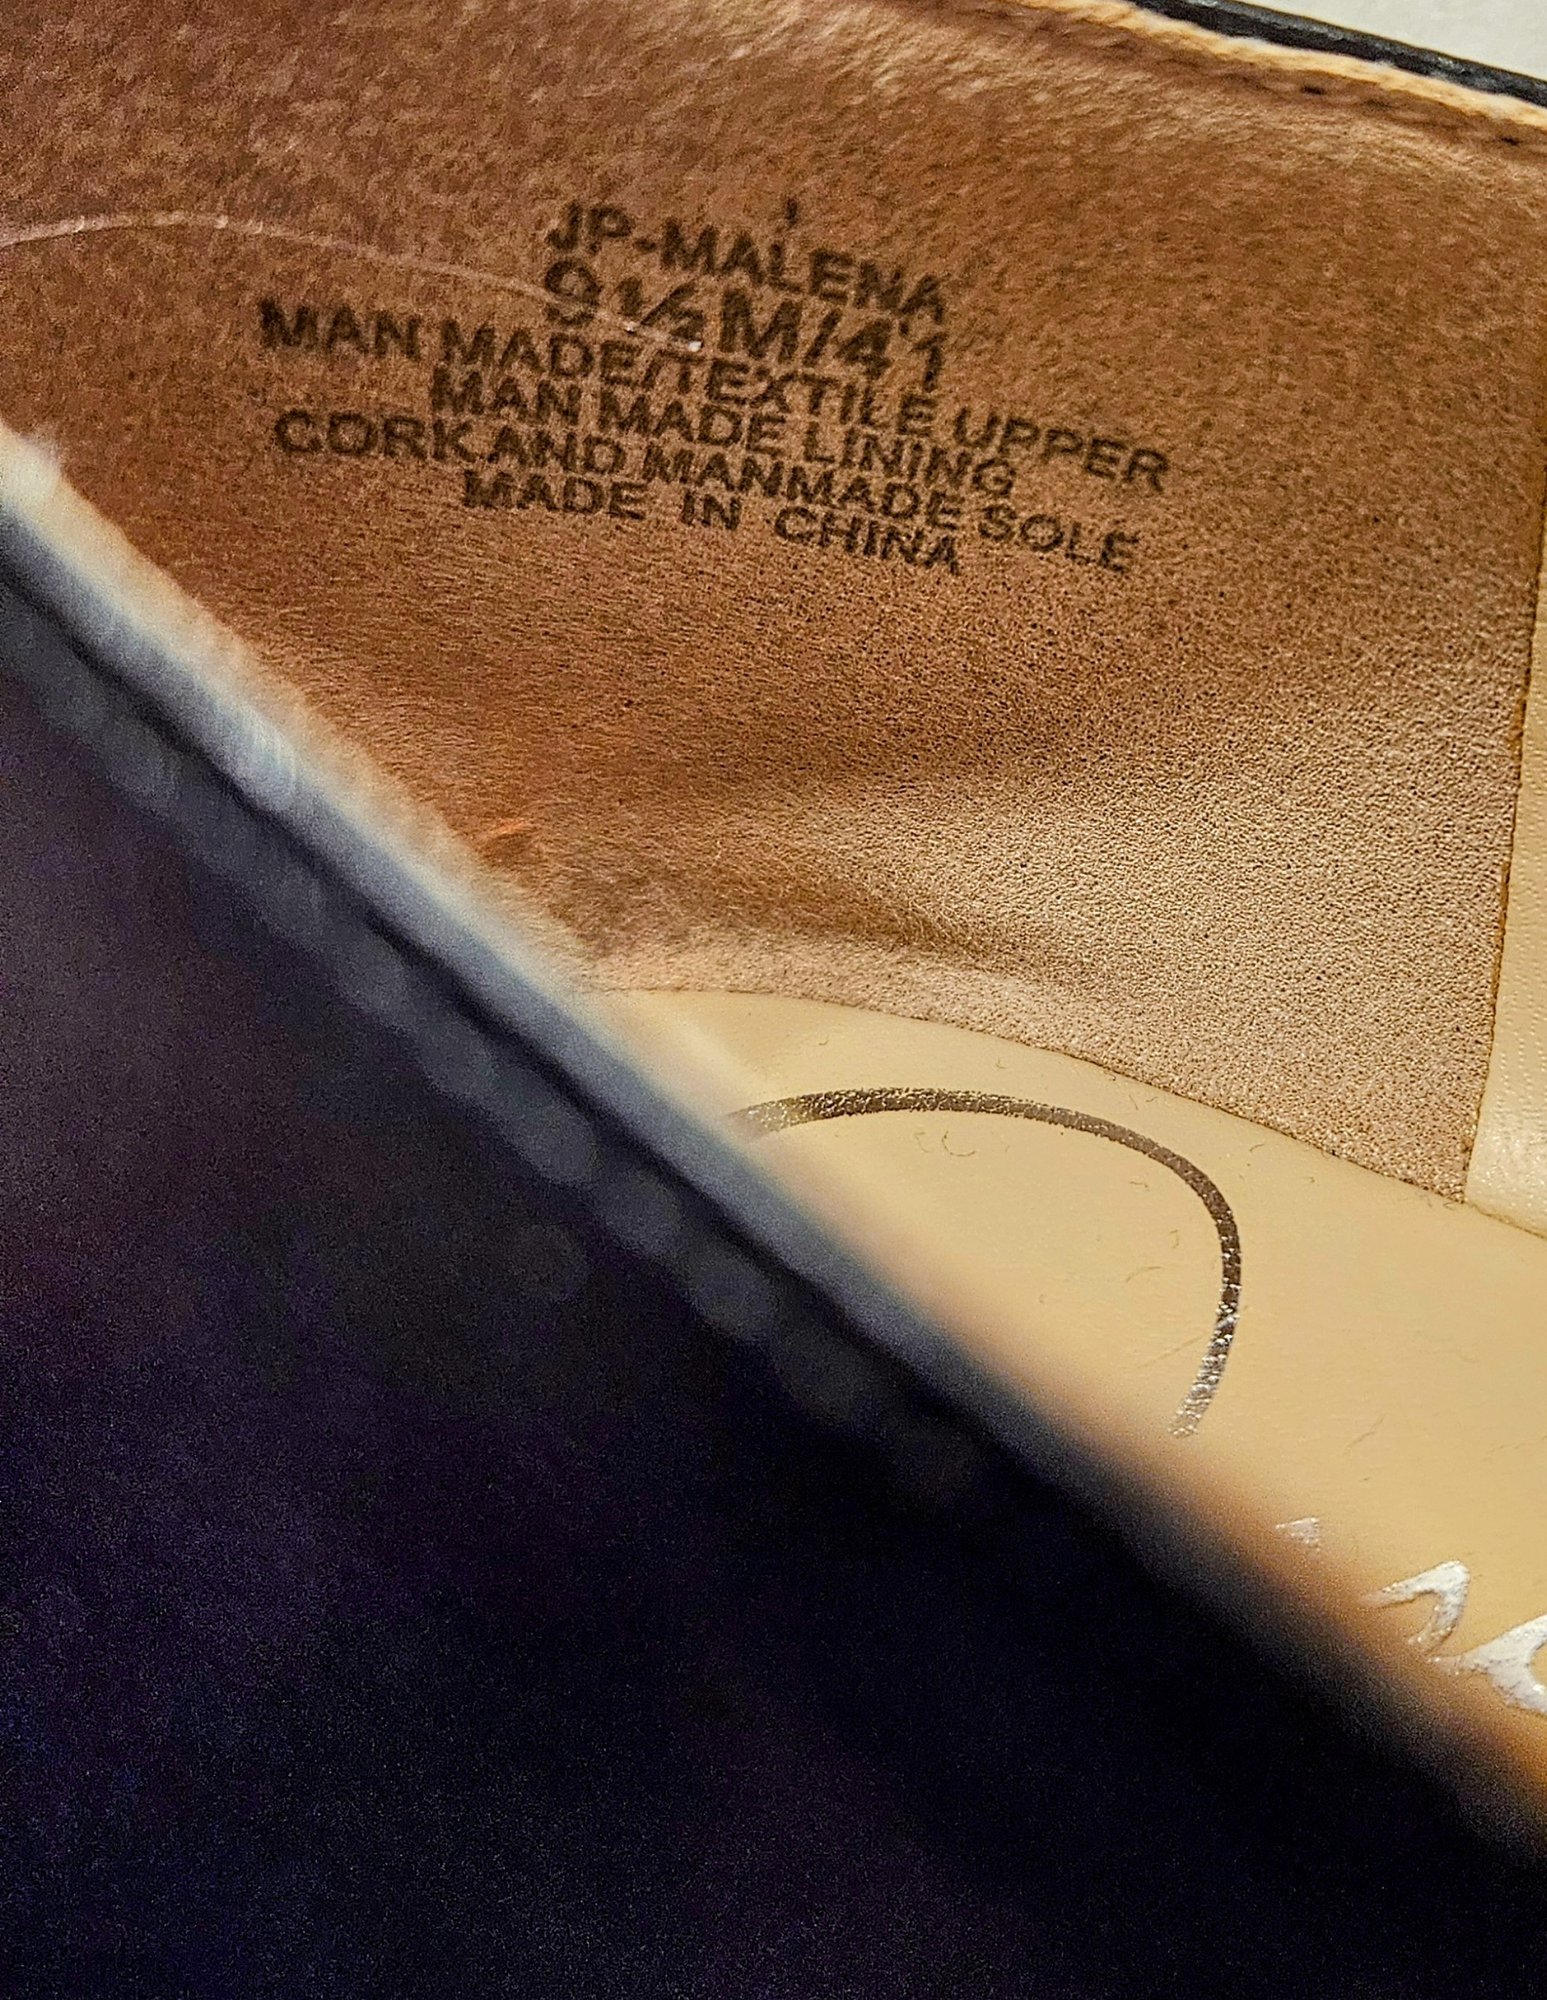 JP-MALENA
9½M/41
MAN MADE/TEXTILE UPPER
MAN MADE LINING
CORK AND MANMADE SOLE
MADE IN CHINA